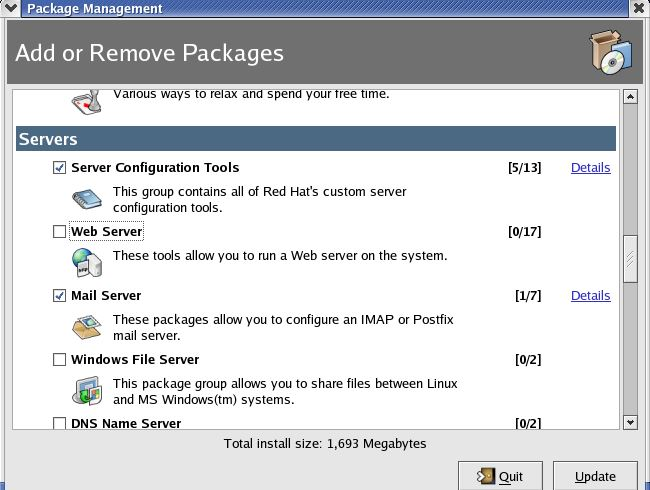 Package Management
Add or Remove Packages
Various ways to relax and spend your free time.
Servers
Server Configuration Tools [5/13] Details
This group contains all of Red Hat's custom server
configuration tools.
Web Server [0/17]
These tools allow you to run a Web server on the system.
Mail Server [1/7] Details
These packages allow you to configure an IMAP or Postfix
mail server.
Windows File Server [0/2]
This package group allows you to share files between Linux
and MS Windows(tm) systems.
DNS Name Server [0/2]
Total install size: 1,693 Megabytes
Quit Update